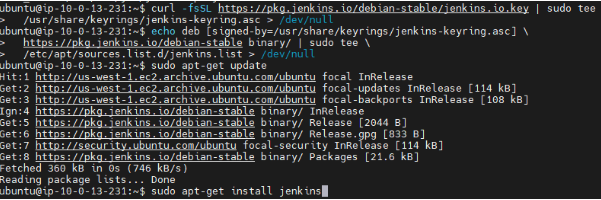 ubuntu@ip-10-0-13-231:~$ curl -fsSL https://pkg.jenkins.io/debian-stable/jenkins.io.key | sudo tee \
>   /usr/share/keyrings/jenkins-keyring.asc > /dev/null
ubuntu@ip-10-0-13-231:~$ echo deb [signed-by=/usr/share/keyrings/jenkins-keyring.asc] \
>   https://pkg.jenkins.io/debian-stable binary/ | sudo tee \
>   /etc/apt/sources.list.d/jenkins.list > /dev/null
ubuntu@ip-10-0-13-231:~$ sudo apt-get update
Hit:1 http://us-west-1.ec2.archive.ubuntu.com/ubuntu focal InRelease
Get:2 http://us-west-1.ec2.archive.ubuntu.com/ubuntu focal-updates InRelease [114 kB]
Get:3 http://us-west-1.ec2.archive.ubuntu.com/ubuntu focal-backports InRelease [108 kB]
Ign:4 https://pkg.jenkins.io/debian-stable binary/ InRelease
Get:5 https://pkg.jenkins.io/debian-stable binary/ Release [2044 B]
Get:6 https://pkg.jenkins.io/debian-stable binary/ Release.gpg [833 B]
Get:7 http://security.ubuntu.com/ubuntu focal-security InRelease [114 kB]
Get:8 https://pkg.jenkins.io/debian-stable binary/ Packages [21.6 kB]
Fetched 360 kB in 0s (746 kB/s)
Reading package lists... Done
ubuntu@ip-10-0-13-231:~$ sudo apt-get install jenkins